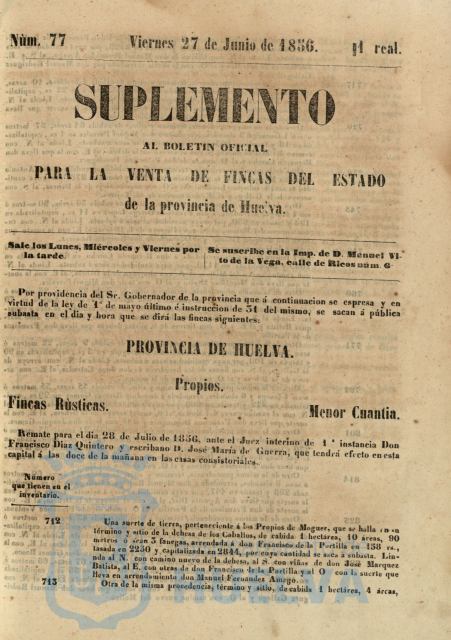 Núm. 77
Viernes 27 de Junio de 1856.
1 real.
SUPLEMENTO
AL BOLETIN OFICIAL
PARA LA VENTA DE FINCAS DEL ESTADO
de la provincia de Huelva.
Sale los Lunes, Miércoles y Viernes por
la tarde.
Se suscribe en la Imp. de D. Manuel Vi-
to de la Vega, calle de Ricos núm. 6
Por providencia del Sr. Gobernador de la provincia que á continuacion se espresa y en
virtud de la ley de 1º de mayo último é instruccion de 31 del mismo, se sacan á pública
subasta en el dia y hora que se dirá las fincas siguientes:
PROVINCIA DE HUELVA.
Propios.
Fincas Rústicas.
Menor Cuantia.
Remate para el dia 28 de Julio de 1856, ante el Juez interino de 1ª instancia Don
Francisco Diaz Quintero y escribano D. José María de Guerra, que tendrá efecto en esta
capital á las doce de la mañana en las casas consistoriales.
Número
que tienen en el
inventario.
712
Una suerte de tierra, perteneciente á los Propios de Moguer, que se halla en su
término y sitio de la dehesa de los Caballos, de cabida 1 hectares, 10 áreas, 90
metros ó sean 3 fanegas, arrendada á don Francisco de la Portilla en 158 rs.,
tasada en 2250 y capitalizada en 2844, por cuya cantidad se saca á subasta. Lin-
nda al N. con camino nuevo de la dehesa, al S. con viñas de don José Marquez
Batista, al E. con otras de don Francisco de la Portilla y al O con la suerte que
lleva en arrendamiento don Manuel Fernandez Amago.
713
Otra de la misma procedencia, término y sitio, de cabida 1 hectares, 4 áreas,
HUELVA